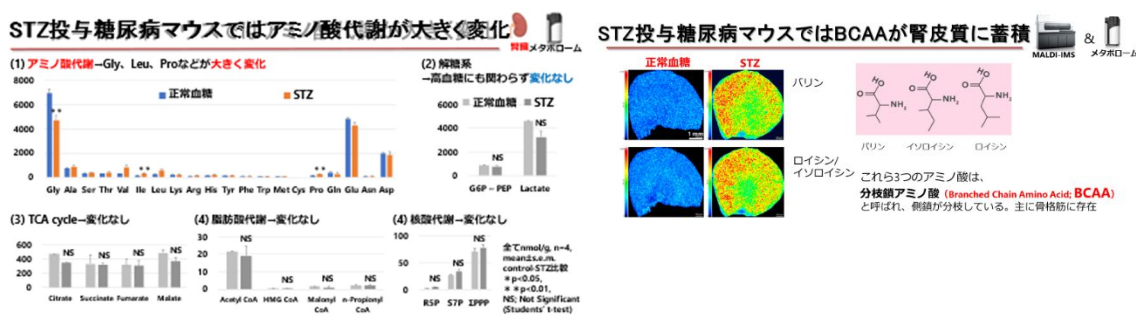 STZ投与糖尿病マウスではアミノ酸代謝が大きく変化
腎臓 メタボローム
(1) アミノ酸代謝→Gly、Leu、Proなどが大きく変化
8000
6000
4000
2000
0
正常血糖 STZ
** ** **
Gly Ala Ser Thr Val Ile Leu Lys Arg His Tyr Phe Trp Met Cys Pro Gln Glu Asn Asp
(2) 解糖系
→高血糖にも関わらず変化なし
正常血糖 STZ
6000
4000
2000
0
NS NS
G6P – PEP Lactate
(3) TCA cycle→変化なし
600
400
200
0
NS NS NS NS
Citrate Succinate Fumarate Malate
(4) 脂肪酸代謝→変化なし
30
20
10
0
NS NS NS NS
Acetyl CoA HMG CoA Malonyl CoA n-Propionyl CoA
(4) 核酸代謝→変化なし
100
50
0
NS NS NS
R5P S7P ΣPPP
全てnmol/g, n=4,
mean±s.e.m.
control-STZ比較
*p<0.05,
**p<0.01,
NS; Not Significant
(Students' t-test)
STZ投与糖尿病マウスではBCAAが腎皮質に蓄積
MALDI-IMS & メタボローム
正常血糖 STZ
1 mm
バリン
ロイシン/
イソロイシン
HO O NH₂ HO O NH₂ HO O NH₂
バリン イソロイシン ロイシン
これら3つのアミノ酸は、
分枝鎖アミノ酸（Branched Chain Amino Acid; BCAA）
と呼ばれ、側鎖が分枝している。主に骨格筋に存在